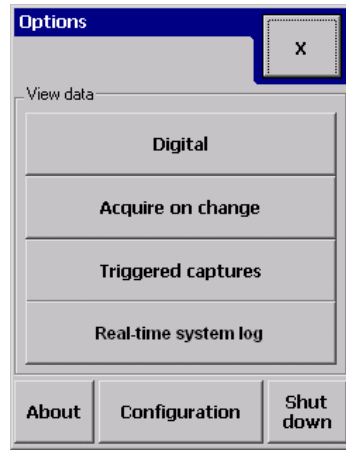 Options
x
View data
Digital
Acquire on change
Triggered captures
Real-time system log
About
Configuration
Shut
down